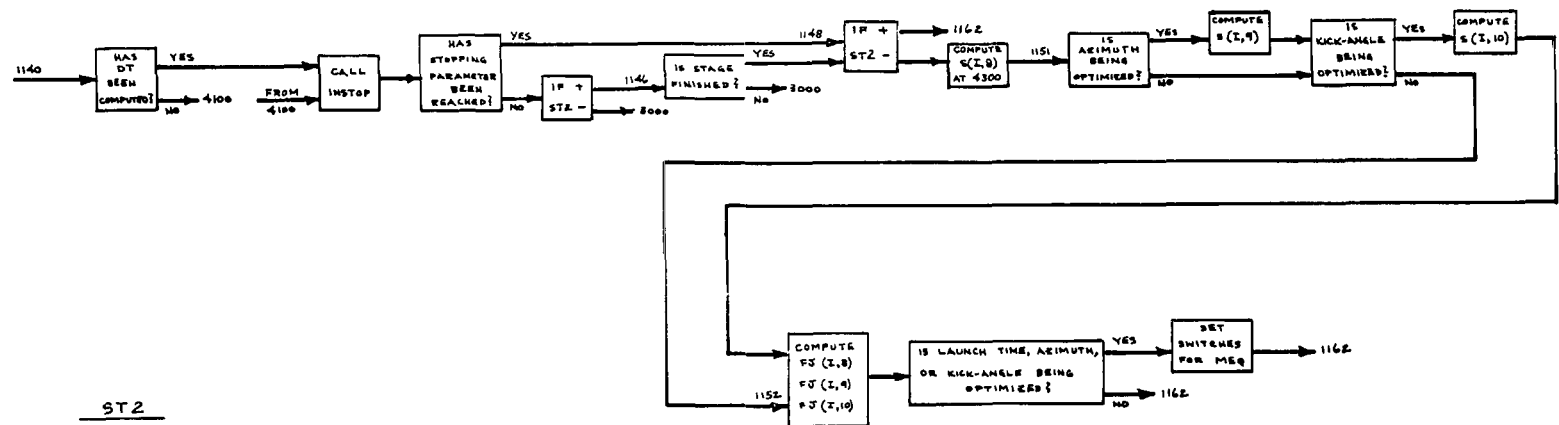 1140
HAS
DT
BEEN
COMPUTED?
YES
NO
4100
FROM
4100
CALL
INSTOP
HAS
STOPPING
PARAMETER
BEEN
REACHED?
YES
NO
IF +
ST2 -
1146
3000
IS STAGE
FINISHED?
YES
NO
3000
1148
IF +
ST2 -
1162
COMPUTE
S(I,8)
AT 4300
1151
IS
AZIMUTH
BEING
OPTIMIZED?
YES
NO
COMPUTE
S(I,9)
IS
KICK-ANGLE
BEING
OPTIMIZED?
YES
NO
COMPUTE
S(I,10)
1152
COMPUTE
FJ(I,8)
FJ(I,9)
FJ(I,10)
IS LAUNCH TIME, AZIMUTH,
OR KICK-ANGLE BEING
OPTIMIZED?
YES
NO
1162
SET
SWITCHES
FOR MEQ
1162
ST2